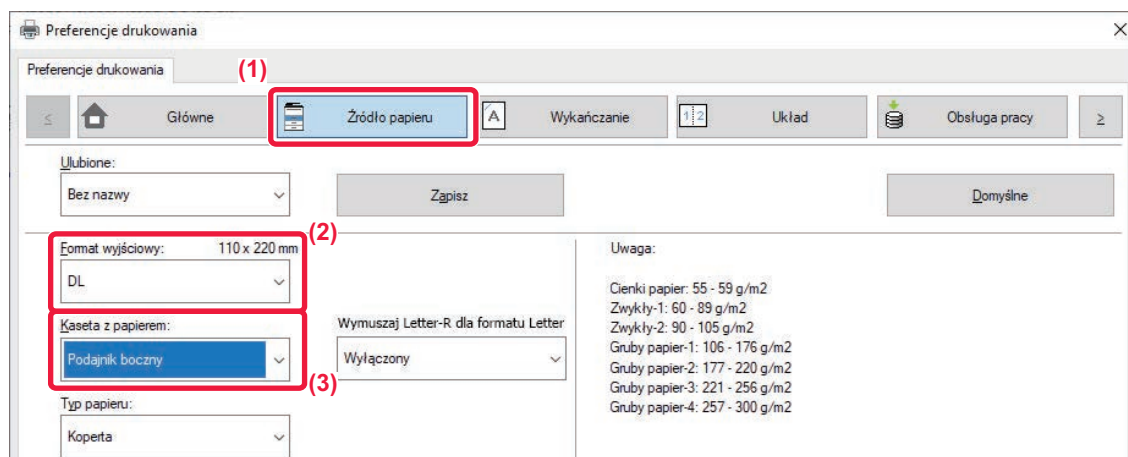 Preferencje drukowania
Preferencje drukowania
(1)
≤ Główne Źródło papieru A Wykańczanie 1 2 Układ Obsługa pracy ≥
Ulubione:
Bez nazwy Zapisz Domyślne
(2)
Format wyjściowy: 110 x 220 mm
DL
Kaseta z papierem:
Podajnik boczny
(3)
Typ papieru:
Koperta
Wymuszaj Letter-R dla formatu Letter
Wyłączony
Uwaga:
Cienki papier: 55 - 59 g/m2
Zwykły-1: 60 - 89 g/m2
Zwykły-2: 90 - 105 g/m2
Gruby papier-1: 106 - 176 g/m2
Gruby papier-2: 177 - 220 g/m2
Gruby papier-3: 221 - 256 g/m2
Gruby papier-4: 257 - 300 g/m2